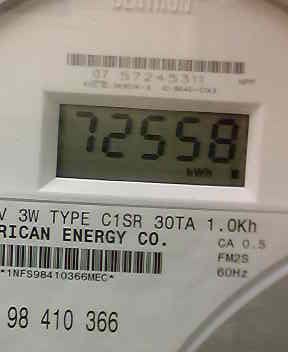 07 57245311
72558
kWh
V 3W TYPE C1SR 30TA 1.0Kh
RICAN ENERGY CO.
CA 0.5
FM2S
60Hz
*1NFS98410366MEC*
98 410 366